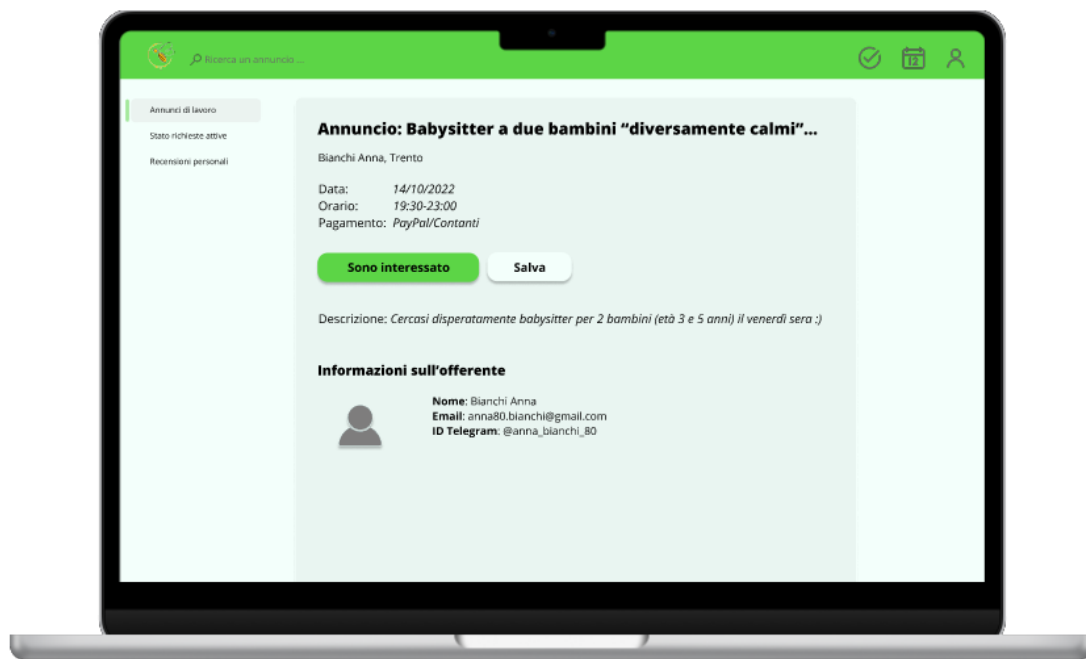 Ricerca un annuncio ...
12
Annunci di lavoro
Stato richieste attive
Recensioni personali
Annuncio: Babysitter a due bambini “diversamente calmi”...
Bianchi Anna, Trento
Data: 14/10/2022
Orario: 19:30-23:00
Pagamento: PayPal/Contanti
Sono interessato
Salva
Descrizione: Cercasi disperatamente babysitter per 2 bambini (età 3 e 5 anni) il venerdì sera :)
Informazioni sull’offerente
Nome: Bianchi Anna
Email: anna80.bianchi@gmail.com
ID Telegram: @anna_bianchi_80